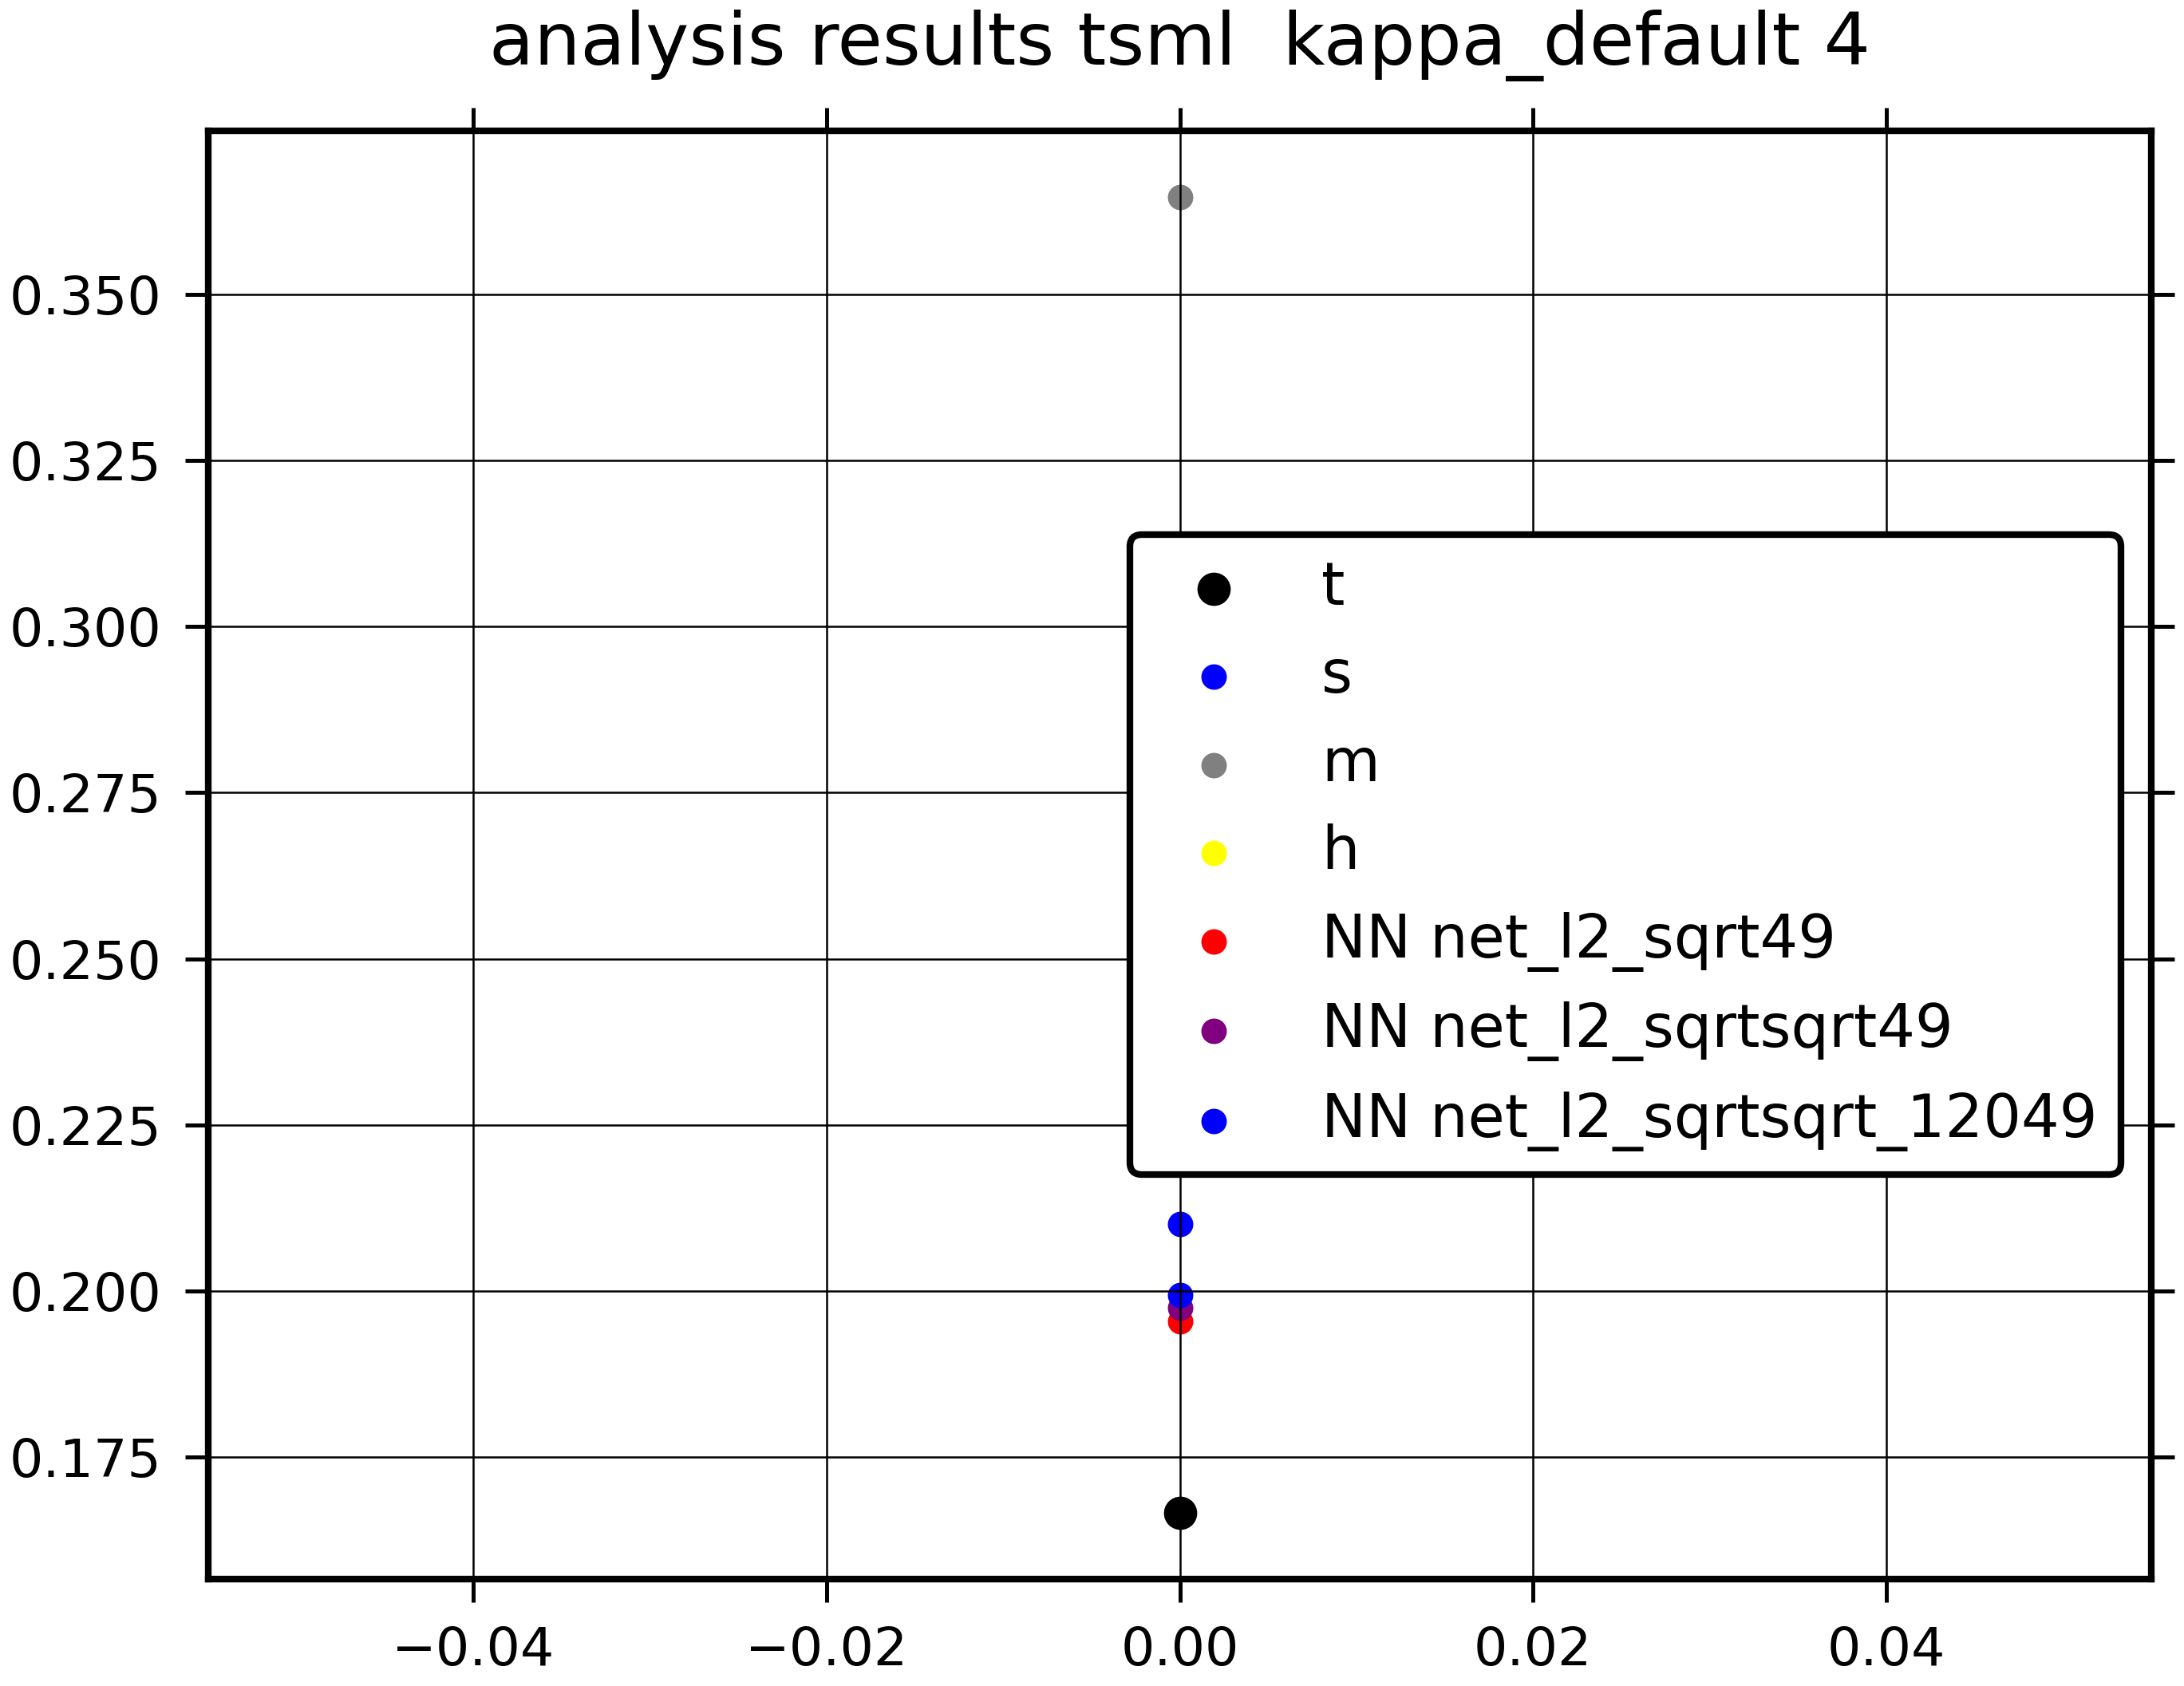 analysis results tsml  kappa_default 4
0.350
0.325
0.300
0.275
0.250
0.225
0.200
0.175
t
s
m
h
NN net_l2_sqrt49
NN net_l2_sqrtsqrt49
NN net_l2_sqrtsqrt_12049
−0.04
−0.02
0.00
0.02
0.04